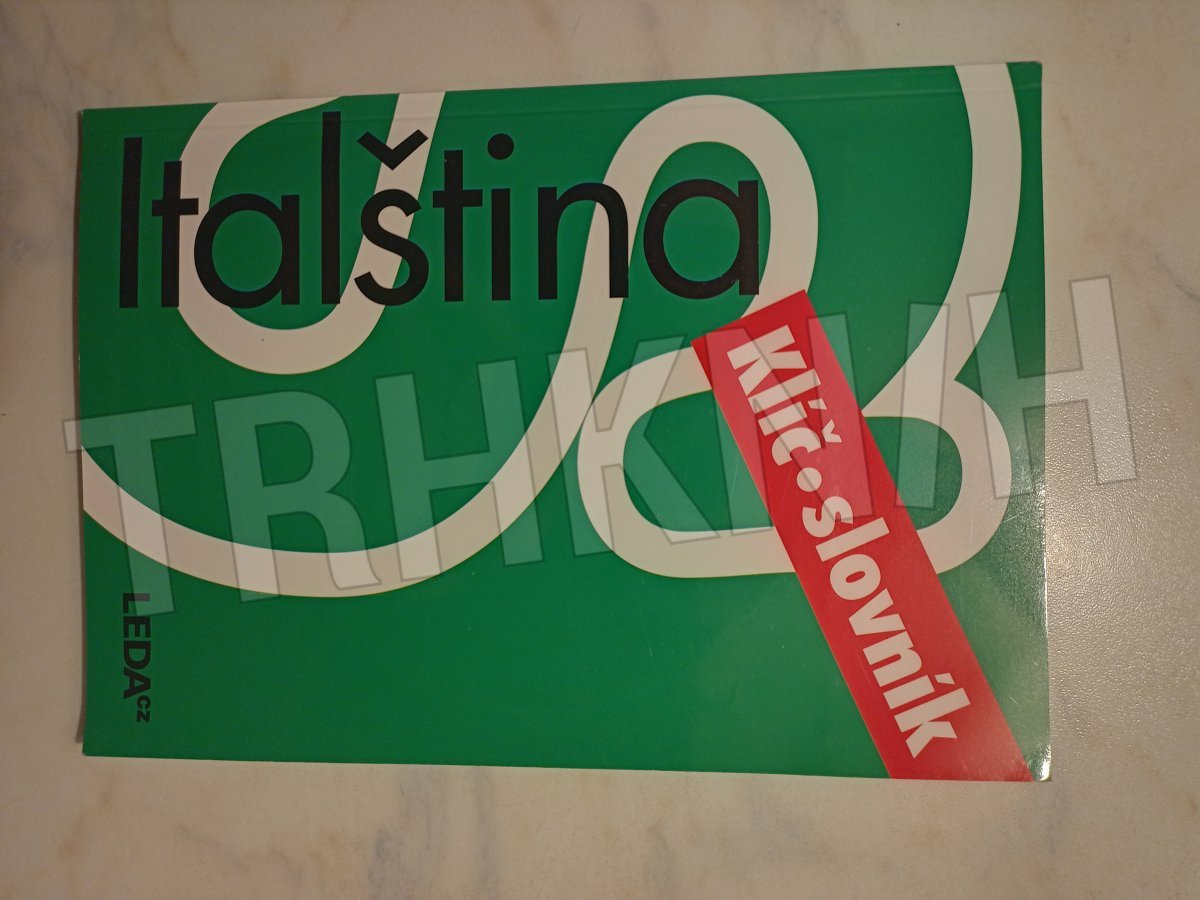 Italština
Klíč • slovník
LEDA cz
TRHKNIH